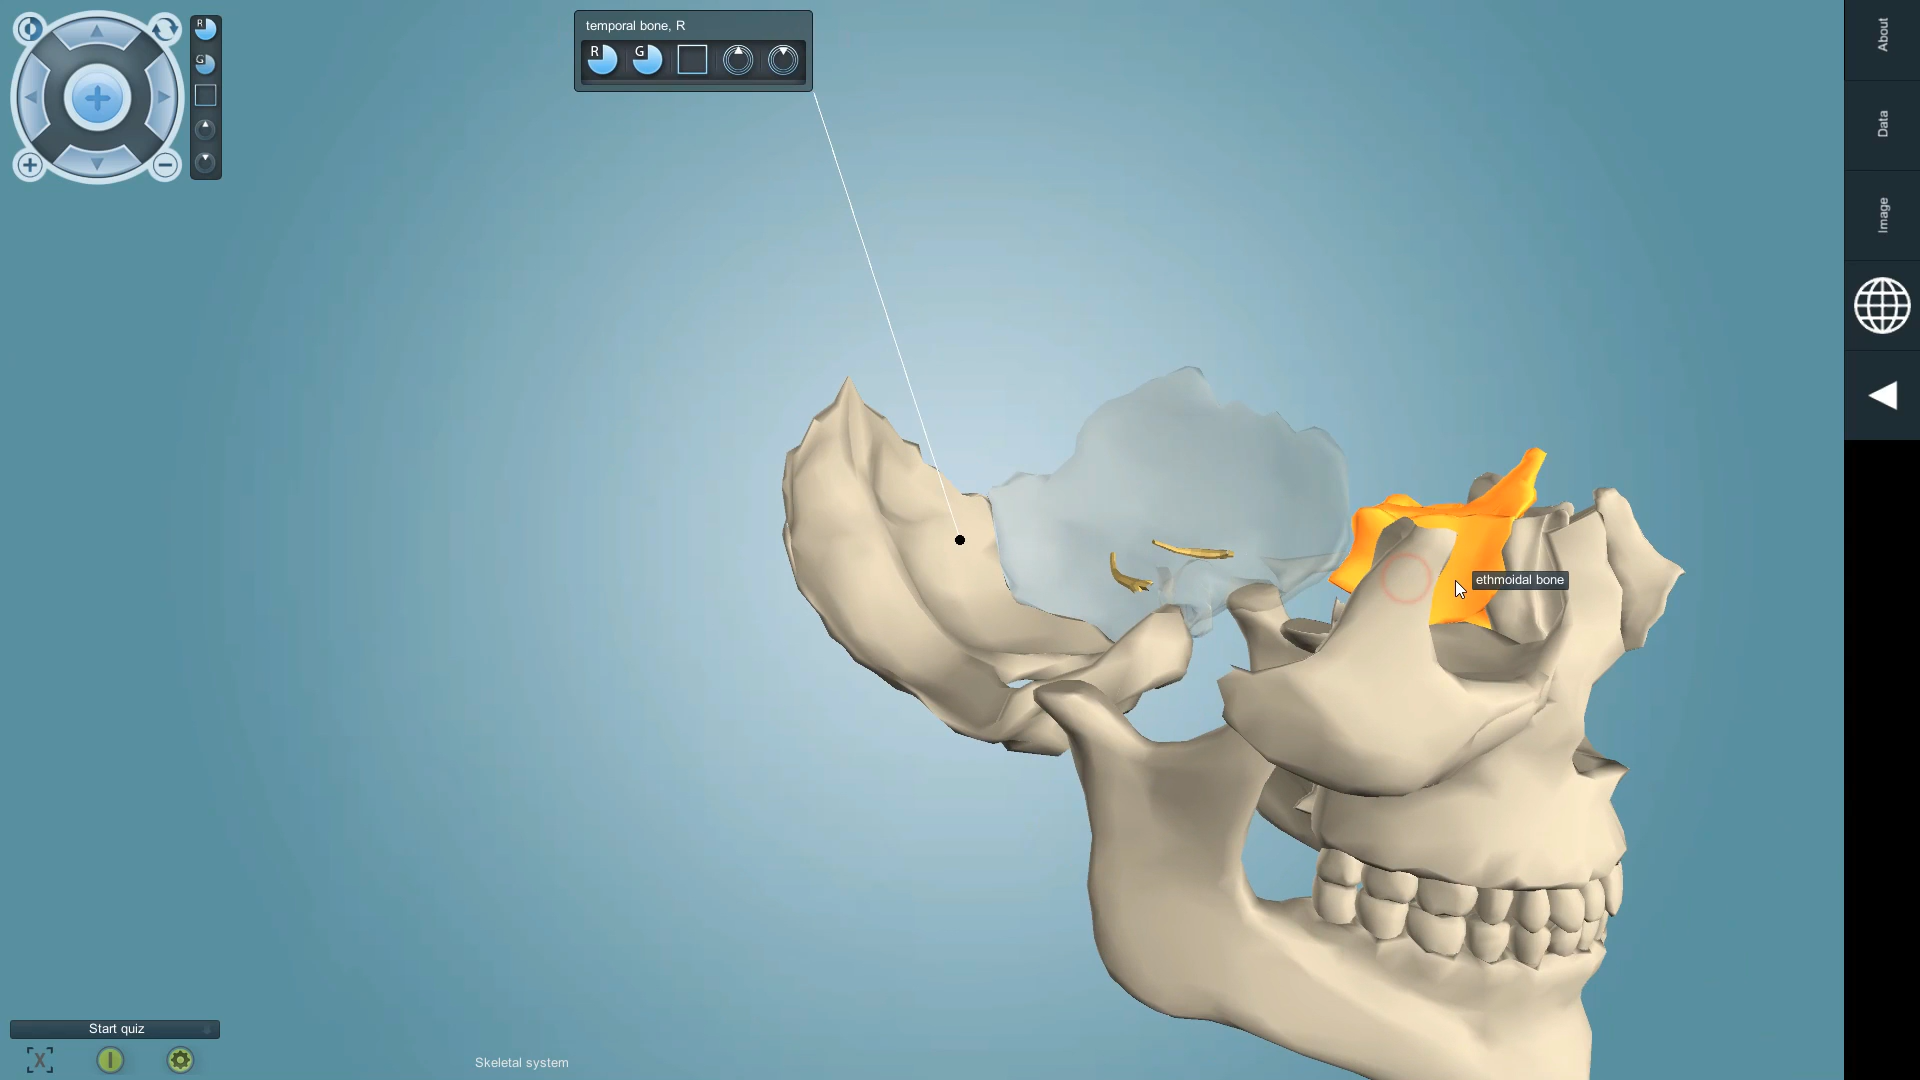 temporal bone, R
R
G
R
G
About
Data
Image
ethmoidal bone
Start quiz
X
Skeletal system